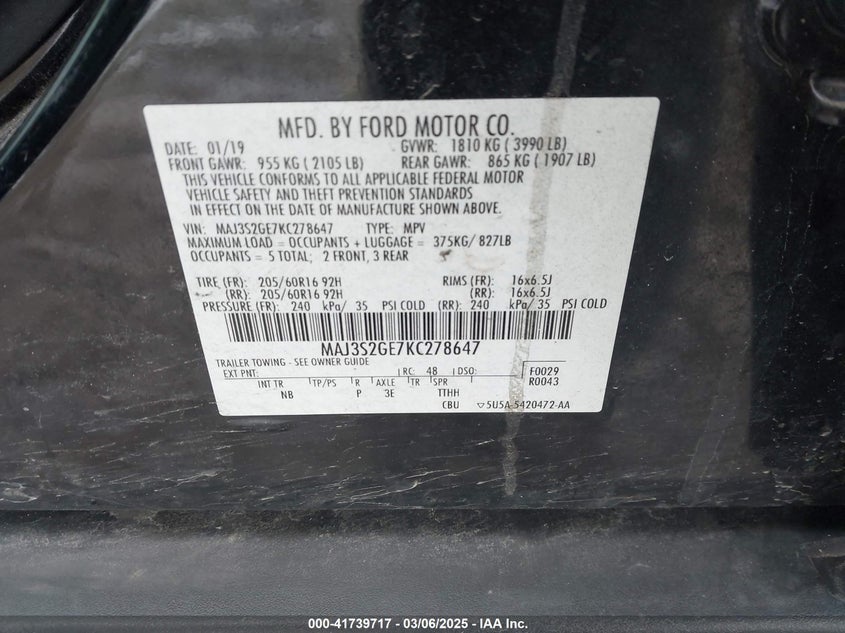 MFD. BY FORD MOTOR CO.
DATE: 01/19 GVWR: 1810 KG ( 3990 LB)
FRONT GAWR: 955 KG ( 2105 LB) REAR GAWR: 865 KG ( 1907 LB)
THIS VEHICLE CONFORMS TO ALL APPLICABLE FEDERAL MOTOR
VEHICLE SAFETY AND THEFT PREVENTION STANDARDS
IN EFFECT ON THE DATE OF MANUFACTURE SHOWN ABOVE.
VIN: MAJ3S2GE7KC278647 TYPE: MPV
MAXIMUM LOAD = OCCUPANTS + LUGGAGE = 375KG/ 827LB
OCCUPANTS = 5 TOTAL; 2 FRONT, 3 REAR
TIRE (FR): 205/60R16 92H RIMS (FR): 16x6.5J
(RR): 205/60R16 92H (RR): 16x6.5J
PRESSURE (FR): 240 kPa/ 35 PSI COLD (RR): 240 kPa/ 35 PSI COLD
MAJ3S2GE7KC278647
TRAILER TOWING - SEE OWNER GUIDE
EXT PNT: RC: 48 DSO: F0029
INT TR TP/PS R AXLE TR SPR R0043
NB P 3E TTHH
CBU ▽5U5A-5420472-AA
000-41739717 - 03/06/2025 - IAA Inc.